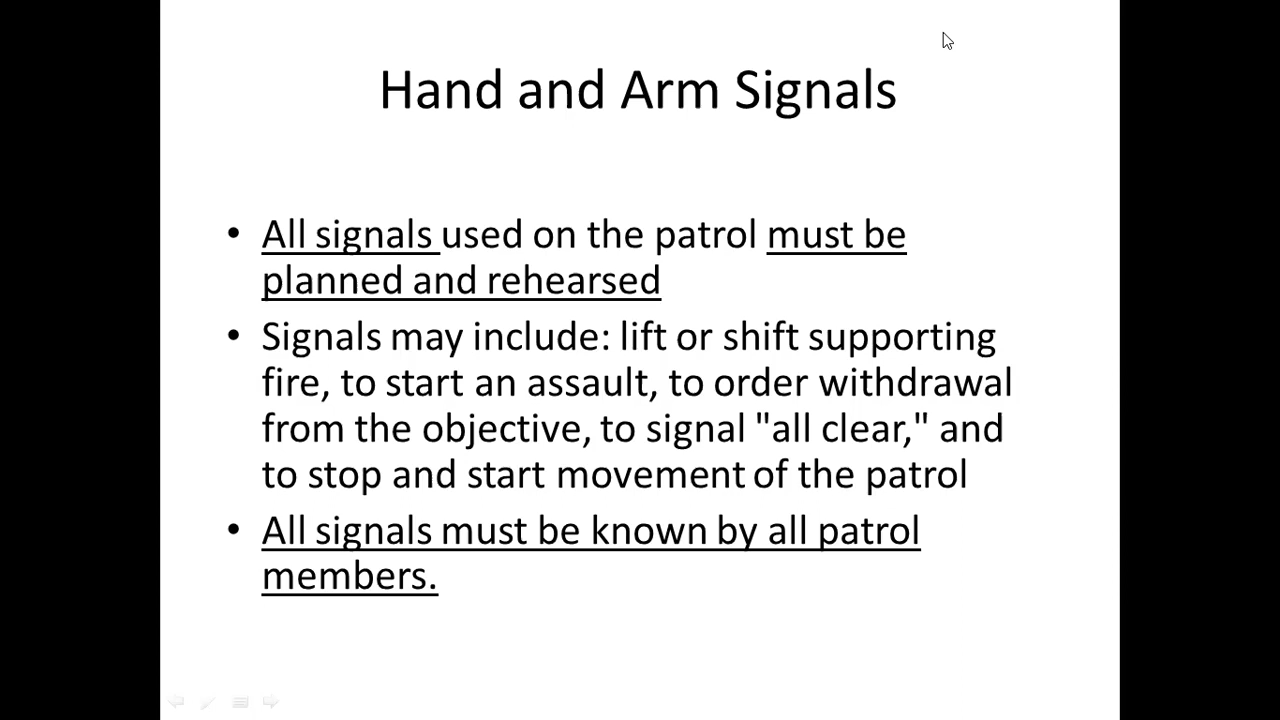 Hand and Arm Signals
• All signals used on the patrol must be
planned and rehearsed
• Signals may include: lift or shift supporting
fire, to start an assault, to order withdrawal
from the objective, to signal "all clear," and
to stop and start movement of the patrol
• All signals must be known by all patrol
members.